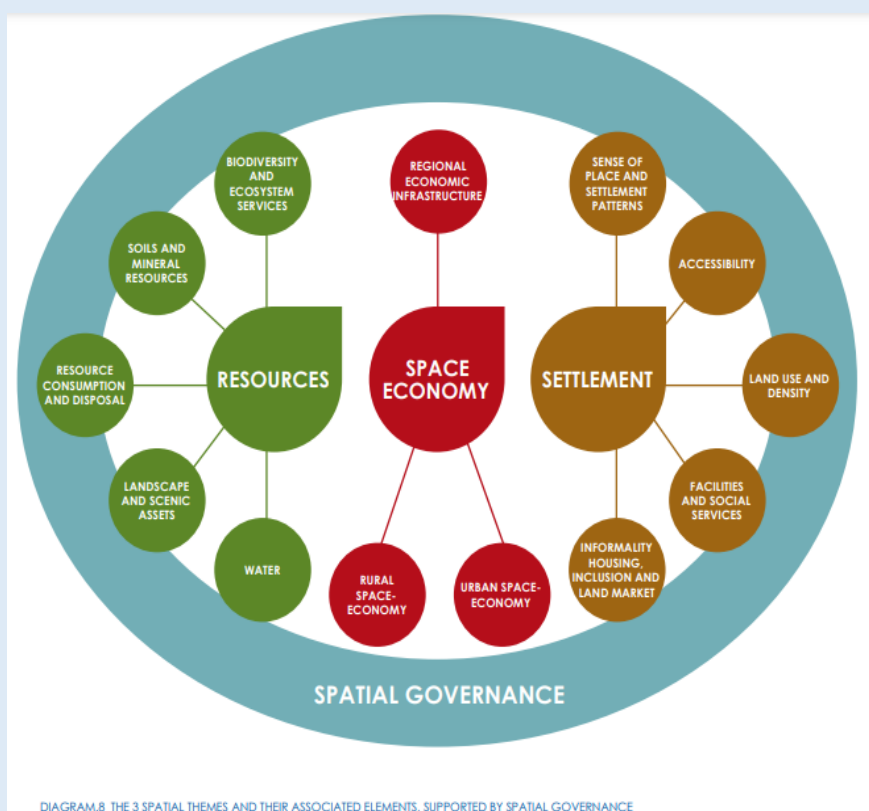 BIODIVERSITY
AND
ECOSYSTEM
SERVICES
SOILS AND
MINERAL
RESOURCES
RESOURCE
CONSUMPTION
AND DISPOSAL
LANDSCAPE
AND SCENIC
ASSETS
WATER
RESOURCES
REGIONAL
ECONOMIC
INFRASTRUCTURE
SPACE
ECONOMY
RURAL
SPACE-
ECONOMY
URBAN SPACE-
ECONOMY
SENSE OF
PLACE AND
SETTLEMENT
PATTERNS
ACCESSIBILITY
SETTLEMENT
LAND USE AND
DENSITY
FACILITIES
AND SOCIAL
SERVICES
INFORMALITY
HOUSING,
INCLUSION AND
LAND MARKET
SPATIAL GOVERNANCE
DIAGRAM.8 THE 3 SPATIAL THEMES AND THEIR ASSOCIATED ELEMENTS, SUPPORTED BY SPATIAL GOVERNANCE